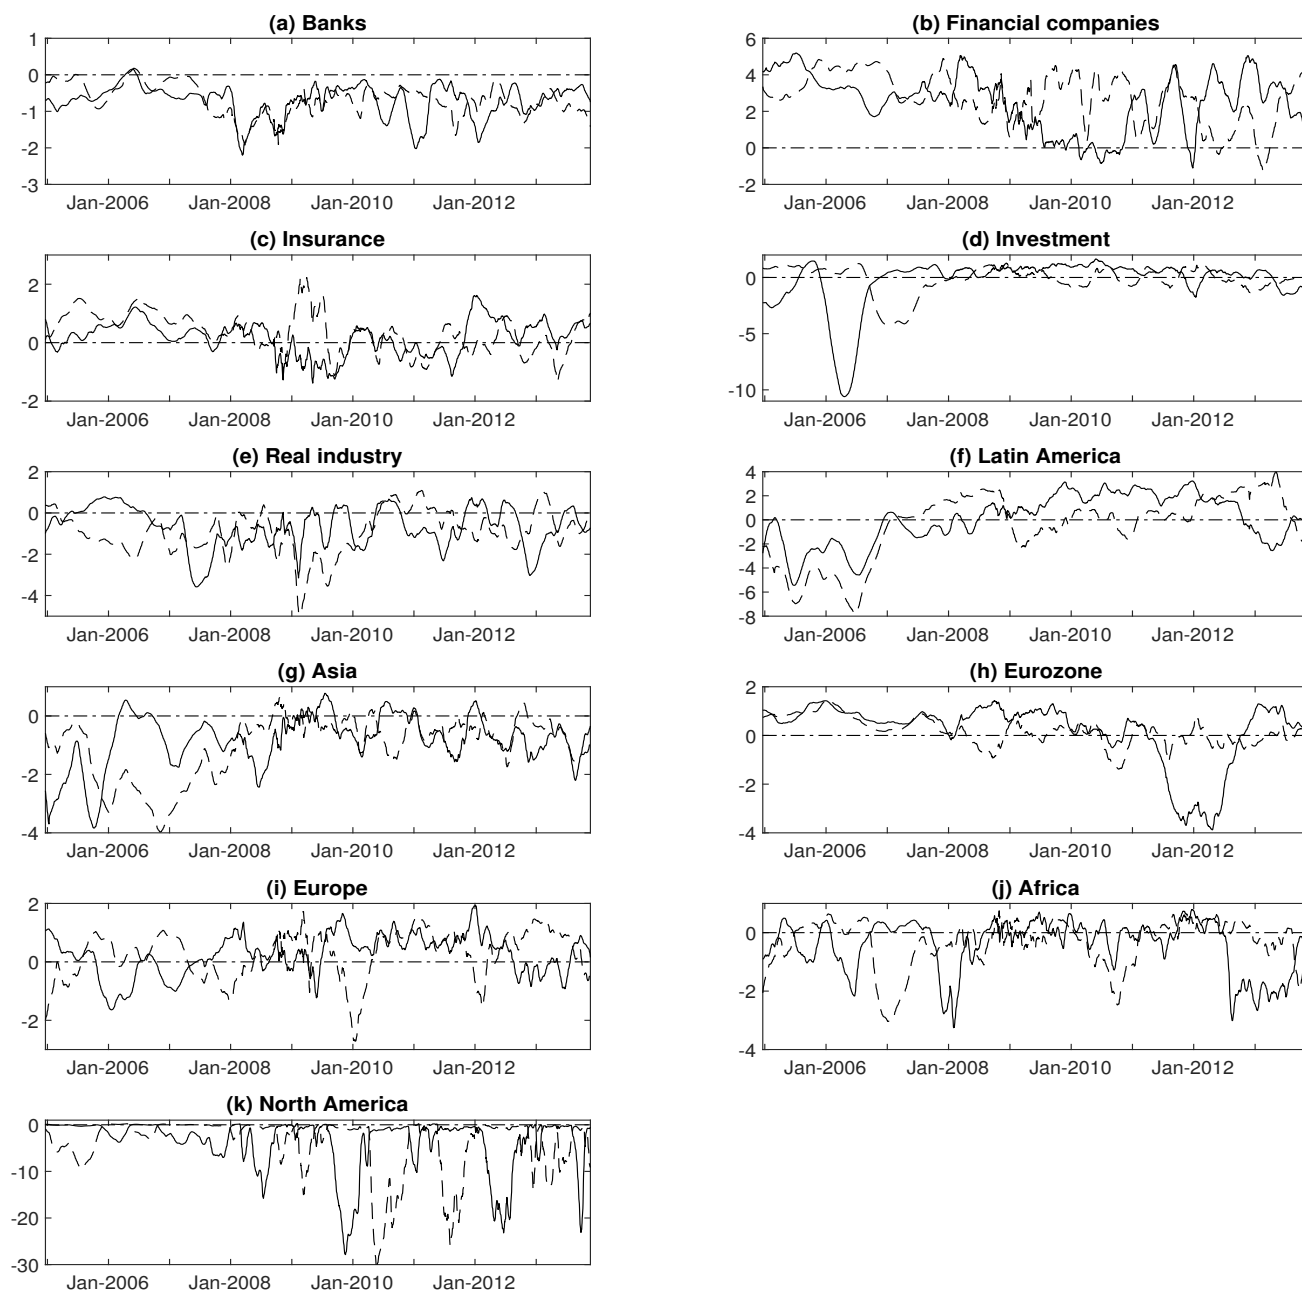 (a) Banks
1
0
-1
-2
-3
Jan-2006 Jan-2008 Jan-2010 Jan-2012
(b) Financial companies
6
4
2
0
-2
Jan-2006 Jan-2008 Jan-2010 Jan-2012
(c) Insurance
2
0
-2
Jan-2006 Jan-2008 Jan-2010 Jan-2012
(d) Investment
0
-5
-10
Jan-2006 Jan-2008 Jan-2010 Jan-2012
(e) Real industry
2
0
-2
-4
Jan-2006 Jan-2008 Jan-2010 Jan-2012
(f) Latin America
4
2
0
-2
-4
-6
-8
Jan-2006 Jan-2008 Jan-2010 Jan-2012
(g) Asia
0
-2
-4
Jan-2006 Jan-2008 Jan-2010 Jan-2012
(h) Eurozone
2
0
-2
-4
Jan-2006 Jan-2008 Jan-2010 Jan-2012
(i) Europe
2
0
-2
Jan-2006 Jan-2008 Jan-2010 Jan-2012
(j) Africa
0
-2
-4
Jan-2006 Jan-2008 Jan-2010 Jan-2012
(k) North America
0
-10
-20
-30
Jan-2006 Jan-2008 Jan-2010 Jan-2012